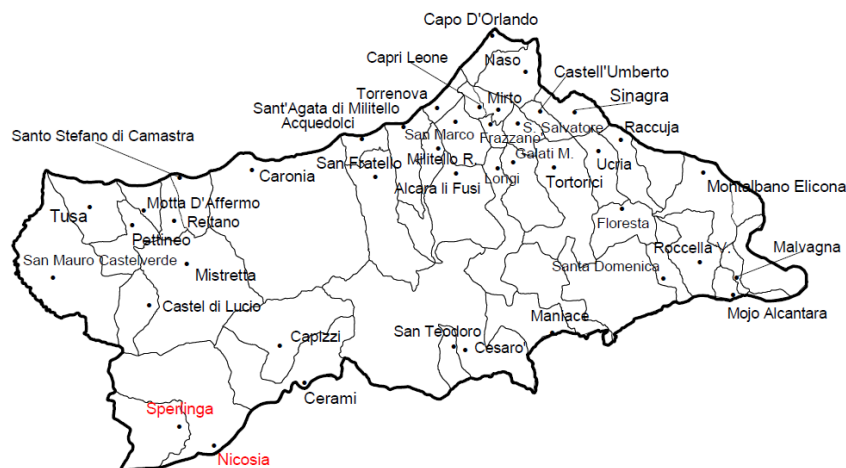 Capo D'Orlando
Capri Leone
Naso
Castell'Umberto
Torrenova
Mirto
Sinagra
Sant'Agata di Militello
Acquedolci
San Marco
Frazzanò
S. Salvatore
Raccuja
Santo Stefano di Camastra
San Fratello
Militello R.
Galati M.
Ucria
Caronia
Alcara li Fusi
Longi
Tortorici
Montalbano Elicona
Motta D'Affermo
Tusa
Reitano
Pettineo
Floresta
San Mauro Castelverde
Mistretta
Santa Domenica
Roccella V.
Malvagna
Castel di Lucio
Mojo Alcantara
Maniace
San Teodoro
Capizzi
Cesaro'
Cerami
Sperlinga
Nicosia